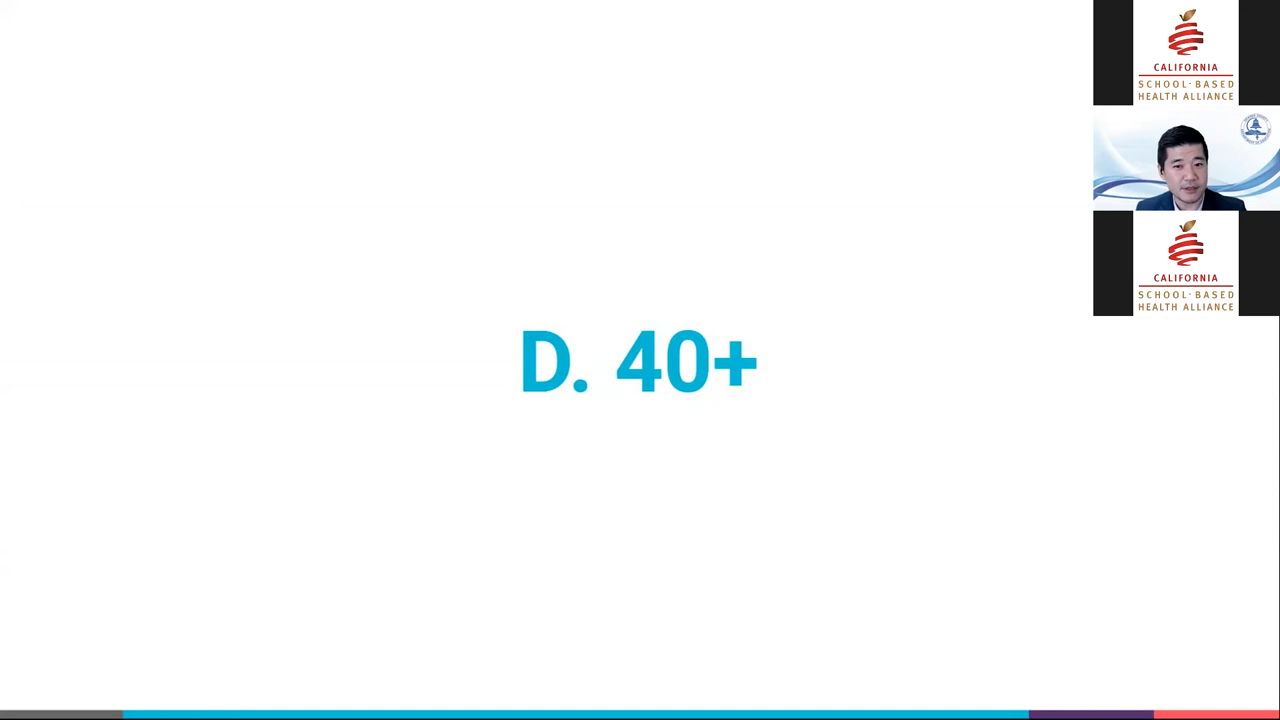 CALIFORNIA
SCHOOL-BASED
HEALTH ALLIANCE
D. 40+
CALIFORNIA
SCHOOL-BASED
HEALTH ALLIANCE